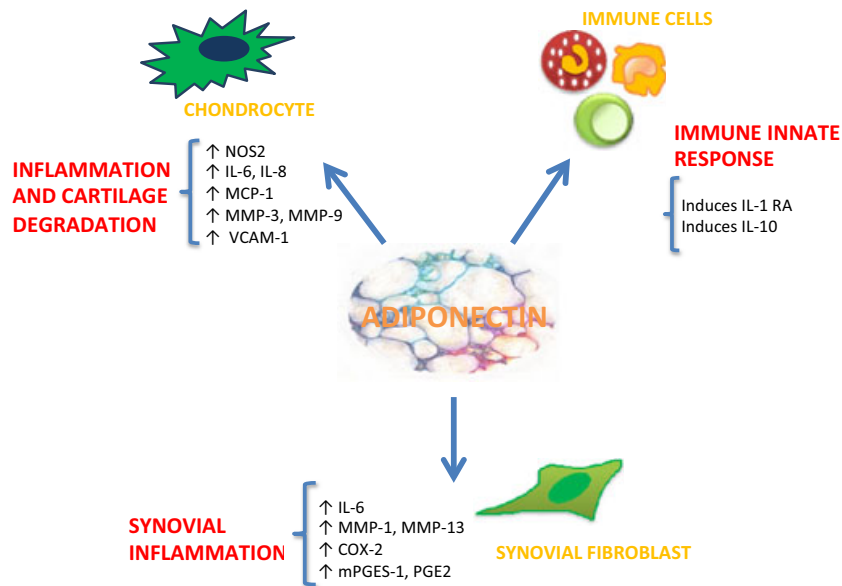 IMMUNE CELLS
CHONDROCYTE
INFLAMMATION
AND CARTILAGE
DEGRADATION
↑ NOS2
↑ IL-6, IL-8
↑ MCP-1
↑ MMP-3, MMP-9
↑ VCAM-1
IMMUNE INNATE
RESPONSE
Induces IL-1 RA
Induces IL-10
ADIPONECTIN
SYNOVIAL
INFLAMMATION
↑ IL-6
↑ MMP-1, MMP-13
↑ COX-2
↑ mPGES-1, PGE2
SYNOVIAL FIBROBLAST